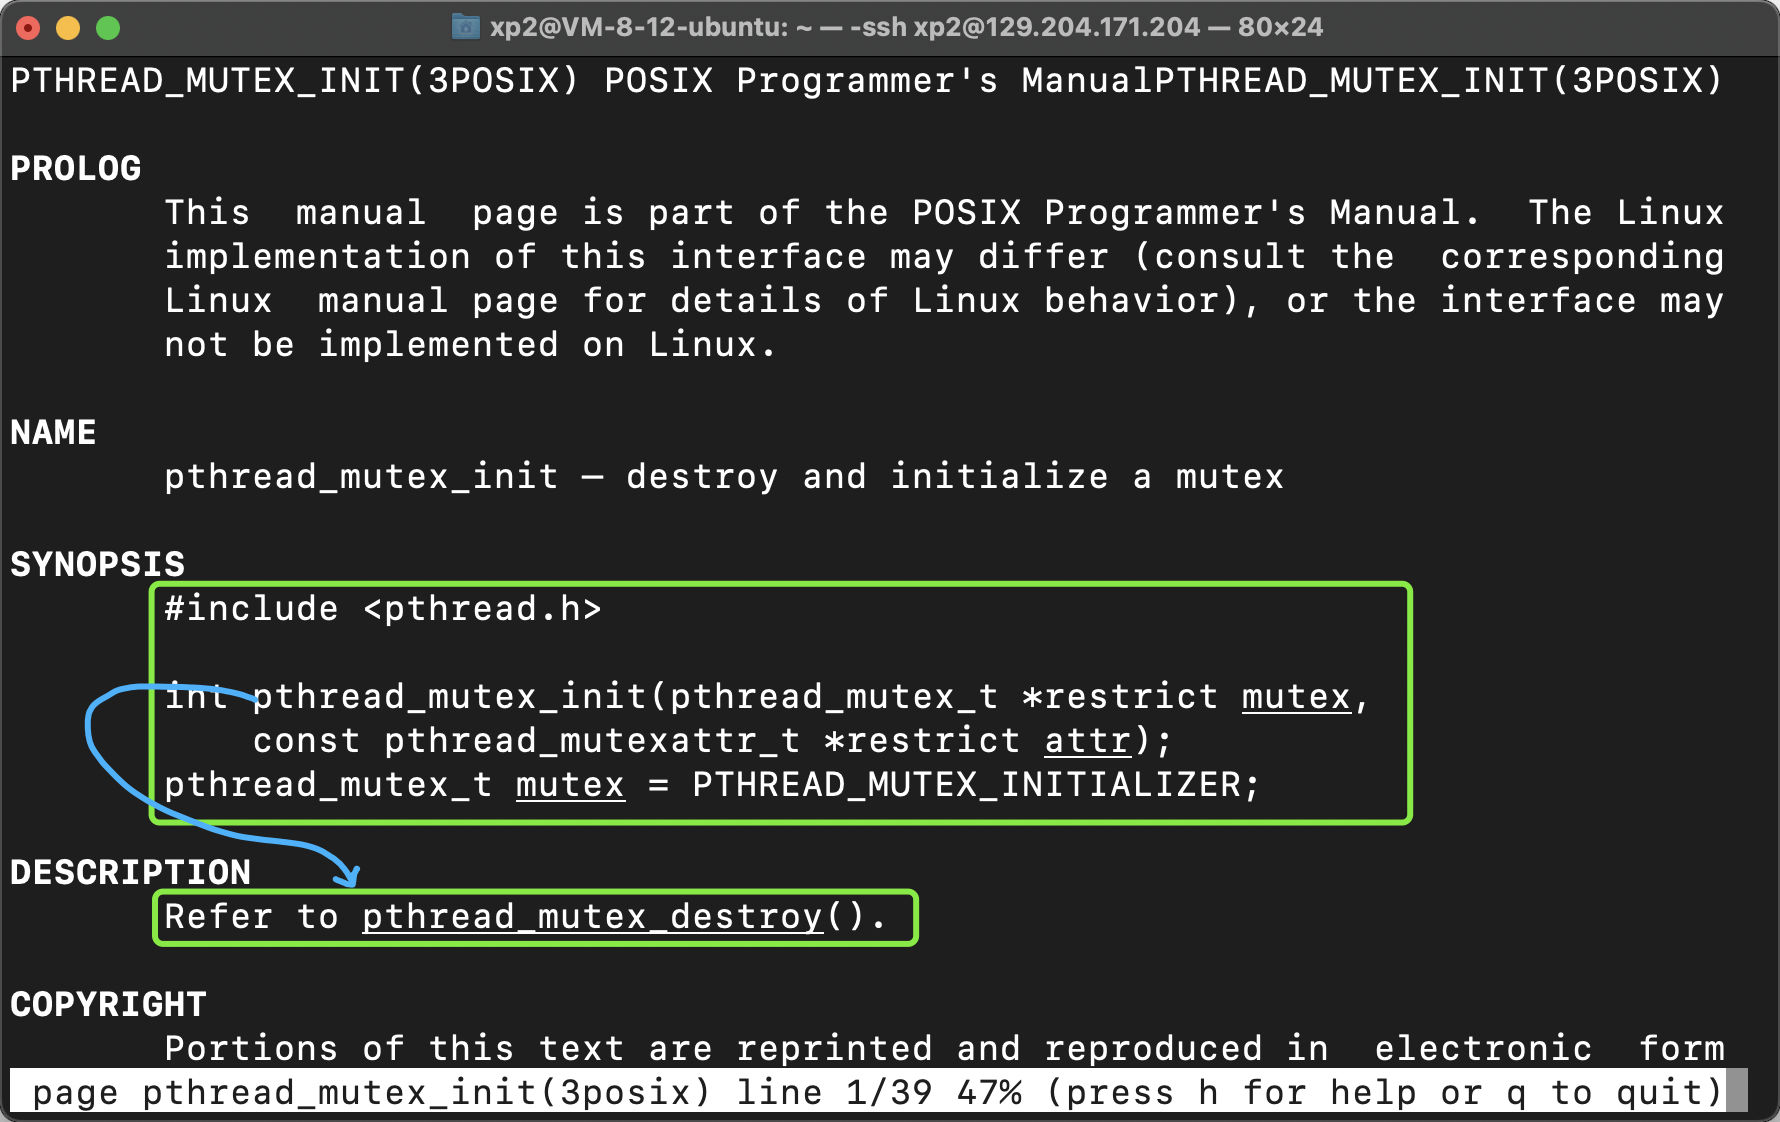 xp2@VM-8-12-ubuntu: ~ — -ssh xp2@129.204.171.204 — 80×24
PTHREAD_MUTEX_INIT(3POSIX) POSIX Programmer's ManualPTHREAD_MUTEX_INIT(3POSIX)
PROLOG
This  manual  page is part of the POSIX Programmer's Manual.  The Linux
implementation of this interface may differ (consult the  corresponding
Linux  manual page for details of Linux behavior), or the interface may
not be implemented on Linux.
NAME
pthread_mutex_init — destroy and initialize a mutex
SYNOPSIS
#include <pthread.h>
int pthread_mutex_init(pthread_mutex_t *restrict mutex,
const pthread_mutexattr_t *restrict attr);
pthread_mutex_t mutex = PTHREAD_MUTEX_INITIALIZER;
DESCRIPTION
Refer to pthread_mutex_destroy().
COPYRIGHT
Portions of this text are reprinted and reproduced in  electronic  form
page pthread_mutex_init(3posix) line 1/39 47% (press h for help or q to quit)